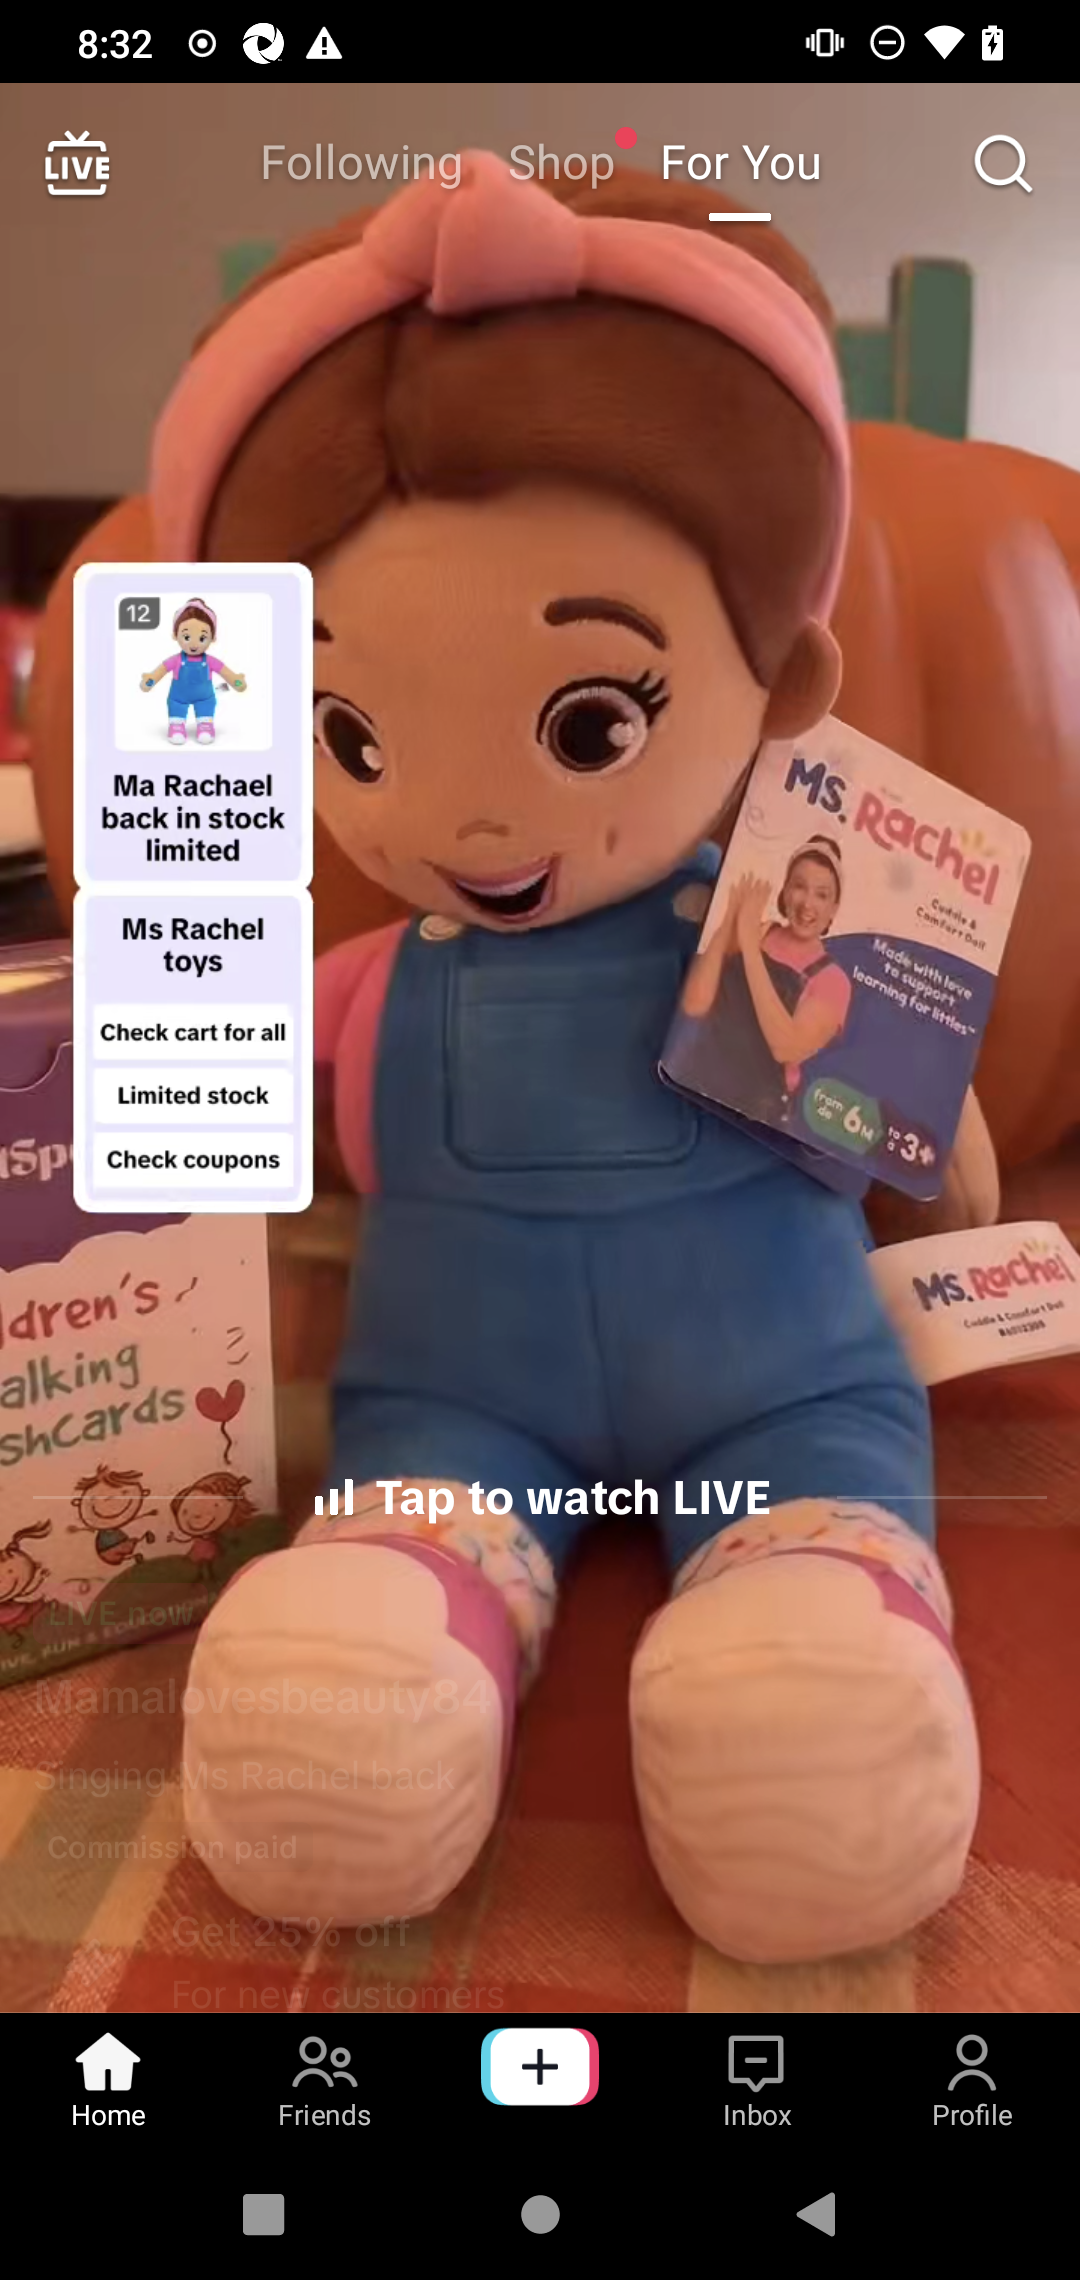 8:32
LIVE
Following Shop For You
12
Ma Rachael
back in stock
limited
Ms Rachel
toys
Check cart for all
Limited stock
Check coupons
Ms. Rachel
Cuddle &
Comfort Doll
Made with love
to support
learning for littles™
from
de
6M
to
a
3+
Ms. Rachel
Cuddle & Comfort Doll
dren's
alking
shcards
Tap to watch LIVE
LIVE now
Mamalovesbeauty84
Singing Ms Rachel back
Commission paid
Get 25% off
For new customers
Home
Friends
Inbox
Profile